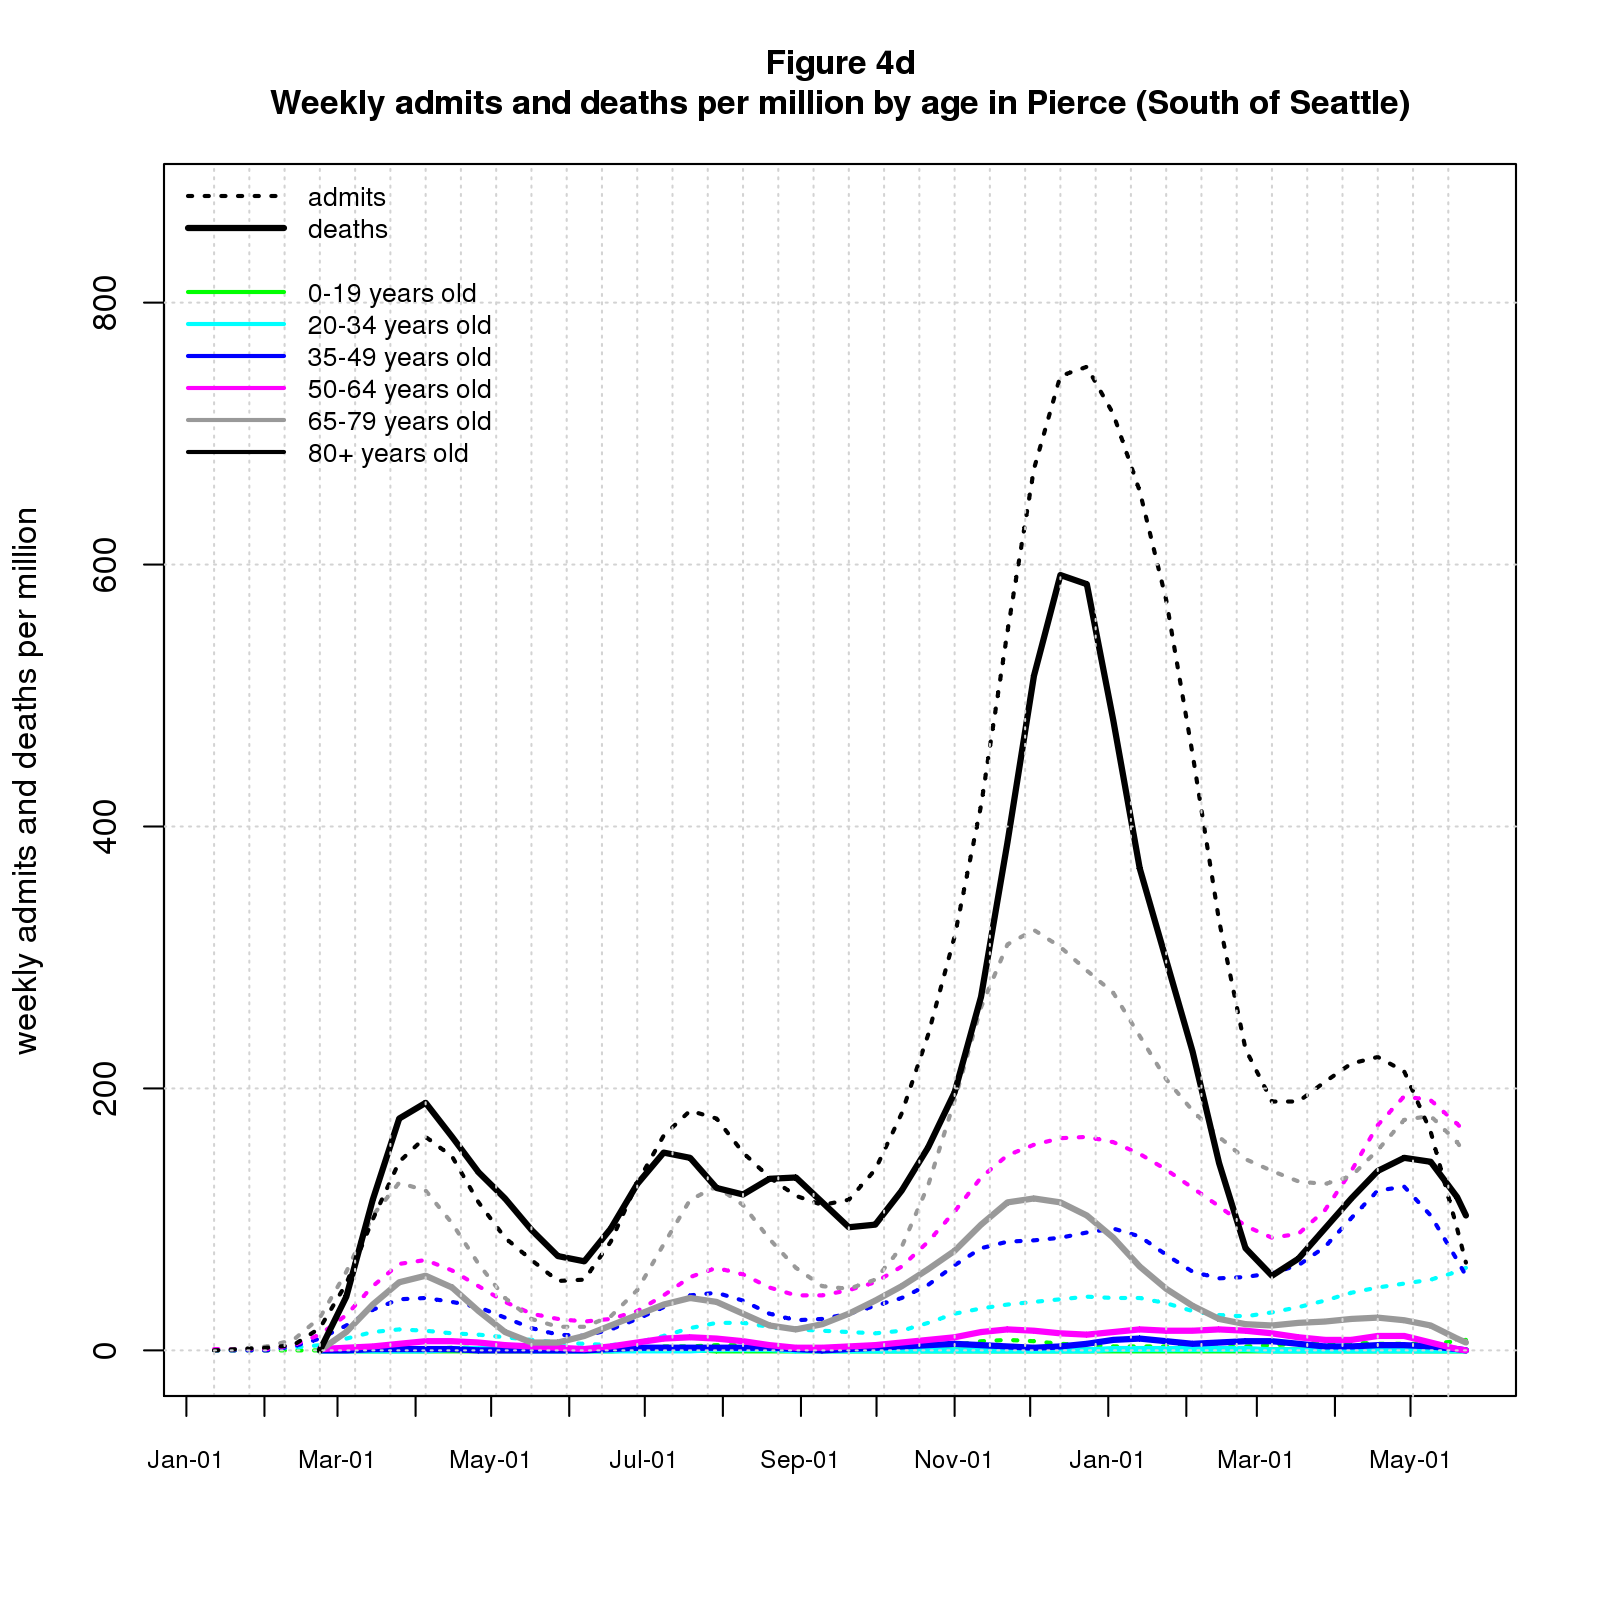 Figure 4d
Weekly admits and deaths per million by age in Pierce (South of Seattle)
admits
deaths
0-19 years old
20-34 years old
35-49 years old
50-64 years old
65-79 years old
80+ years old
weekly admits and deaths per million
800
600
400
200
0
Jan-01 Mar-01 May-01 Jul-01 Sep-01 Nov-01 Jan-01 Mar-01 May-01